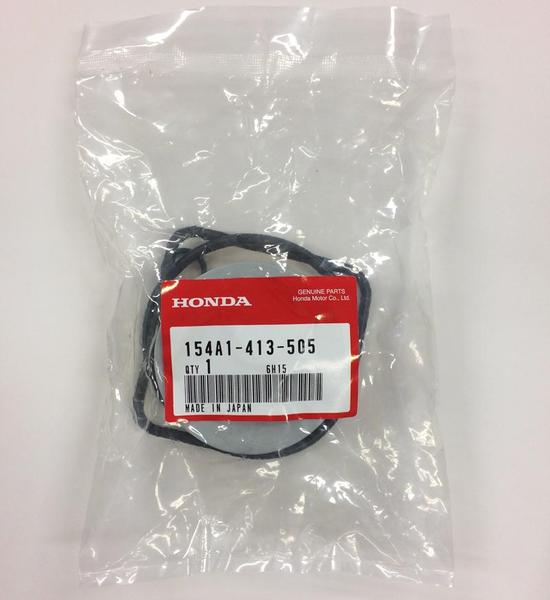 HONDA
GENUINE PARTS
Honda Motor Co., Ltd.
154A1-413-505
QTY 1 6H15
MADE IN JAPAN